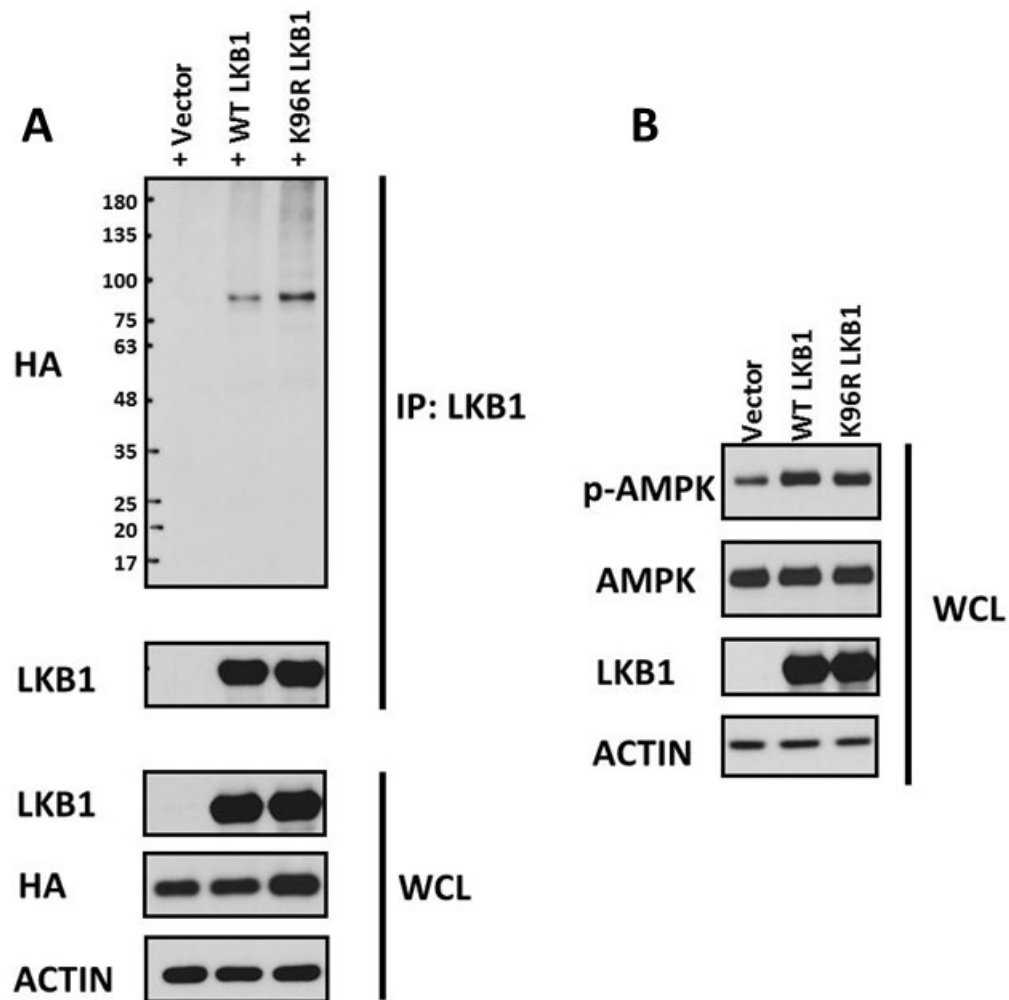 A
+ Vector
+ WT LKB1
+ K96R LKB1
180
135
100
75
63
48
35
25
20
17
HA
IP: LKB1
LKB1
LKB1
HA
WCL
ACTIN
B
Vector
WT LKB1
K96R LKB1
p-AMPK
AMPK
LKB1
ACTIN
WCL